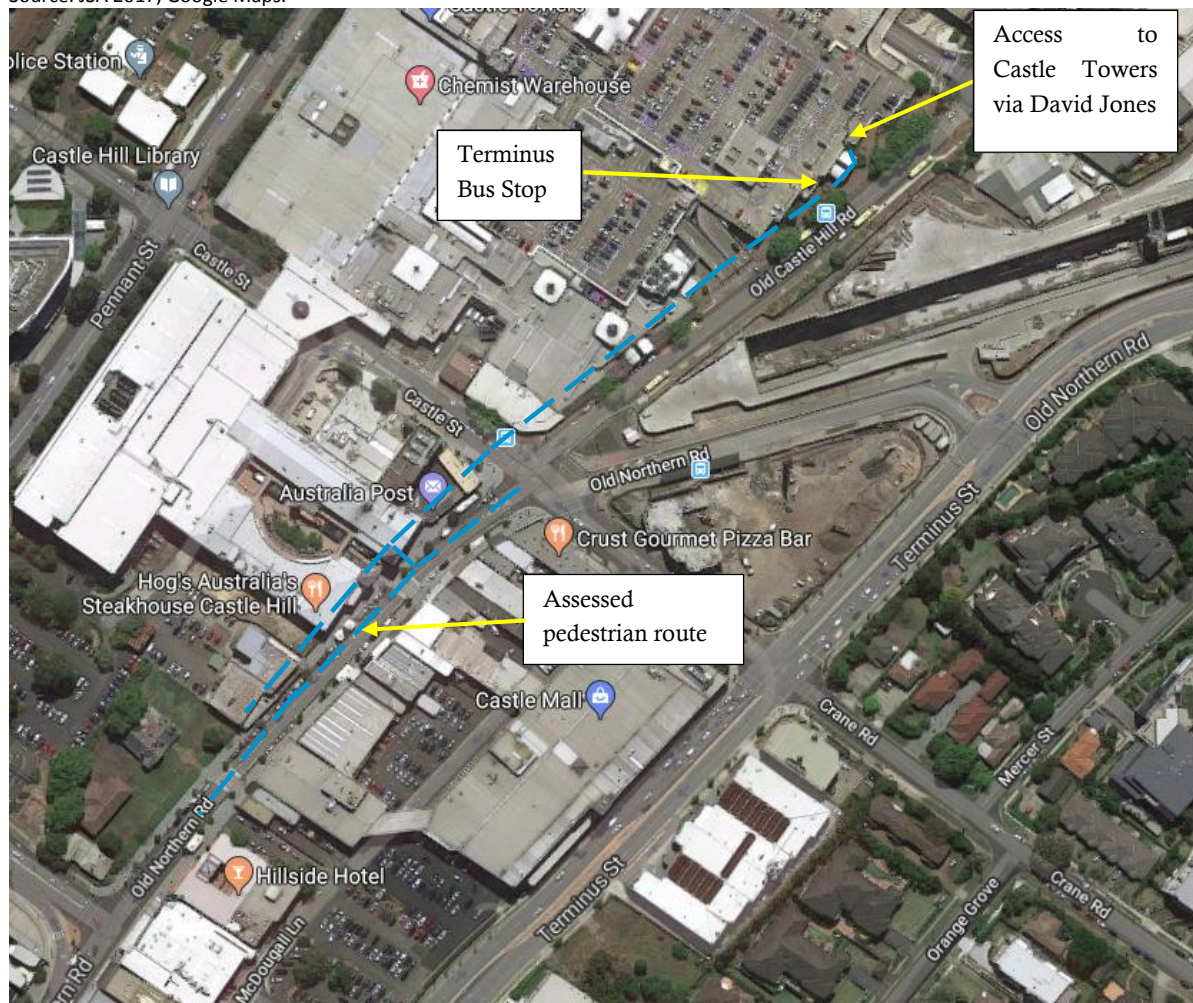 Source: JSA 2017, Google Maps.
Castle Towers
Access to
Castle Towers
via David Jones
Police Station
Chemist Warehouse
Terminus
Bus Stop
Castle Hill Library
Castle St
Pennant St
Old Castle Hill Rd
Old Northern Rd
Castle St
Old Northern Rd
Australia Post
Crust Gourmet Pizza Bar
Terminus St
Hog's Australia's
Steakhouse Castle Hill
Assessed
pedestrian route
Castle Mall
Crane Rd
Mercer St
Old Northern Rd
Hillside Hotel
Terminus St
McDougall Ln
Orange Grove
Crane Rd
ern Rd